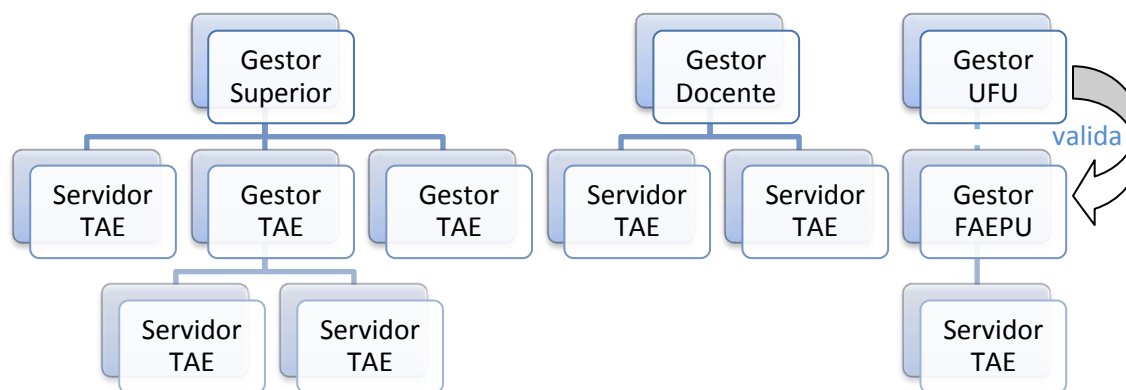 Gestor
Superior
Gestor
Docente
Gestor
UFU
valida
Servidor
TAE
Gestor
TAE
Gestor
TAE
Servidor
TAE
Servidor
TAE
Gestor
FAEPU
Servidor
TAE
Servidor
TAE
Servidor
TAE